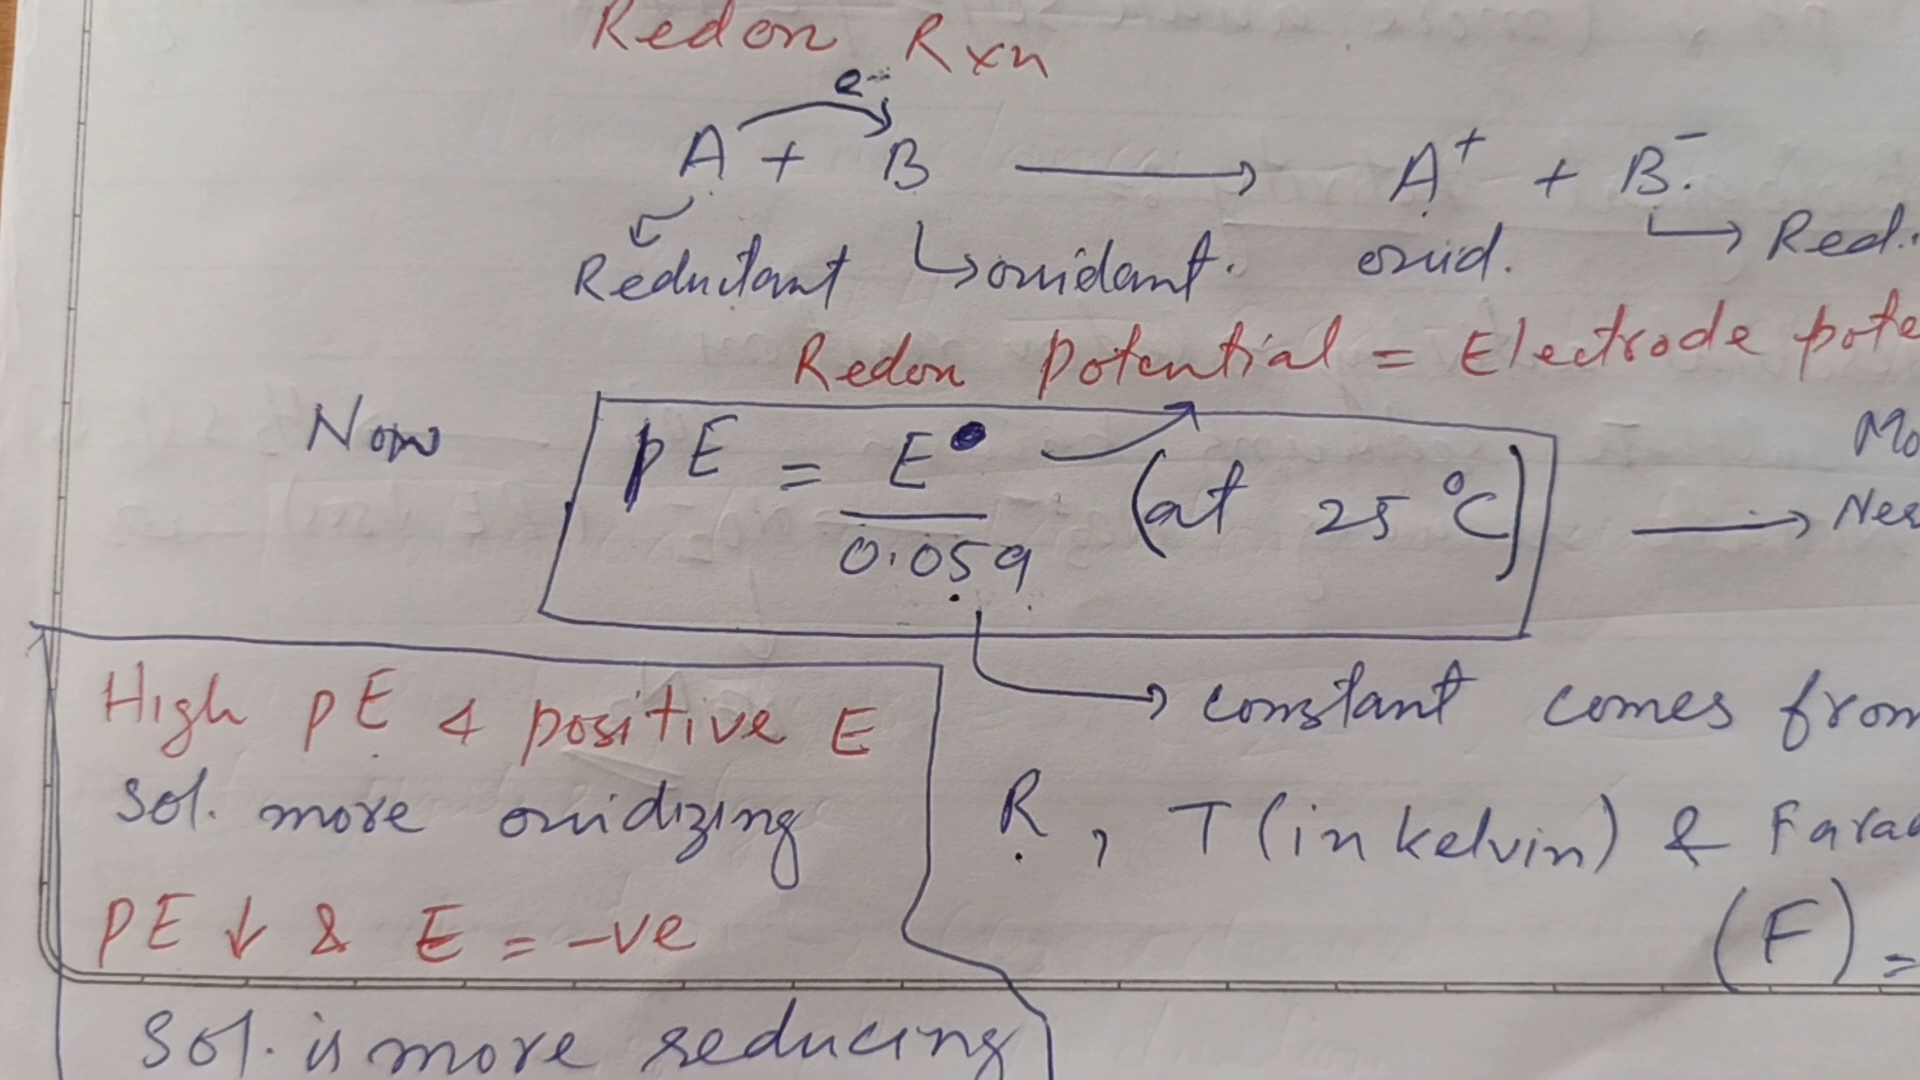 Redox Rxn
e-
A + B → A⁺ + B⁻.
Reductant oxidant. oxid. Red.
Redox potential = Electrode pote
Now pE = E / 0.059 (at 25 °C) → Nes
Mo
High pE & positive E
constant comes from
Sol. more oxidizing
R, T (in kelvin) & Farad
pE ↓ & E = -ve
(F) =
Sol. is more reducing